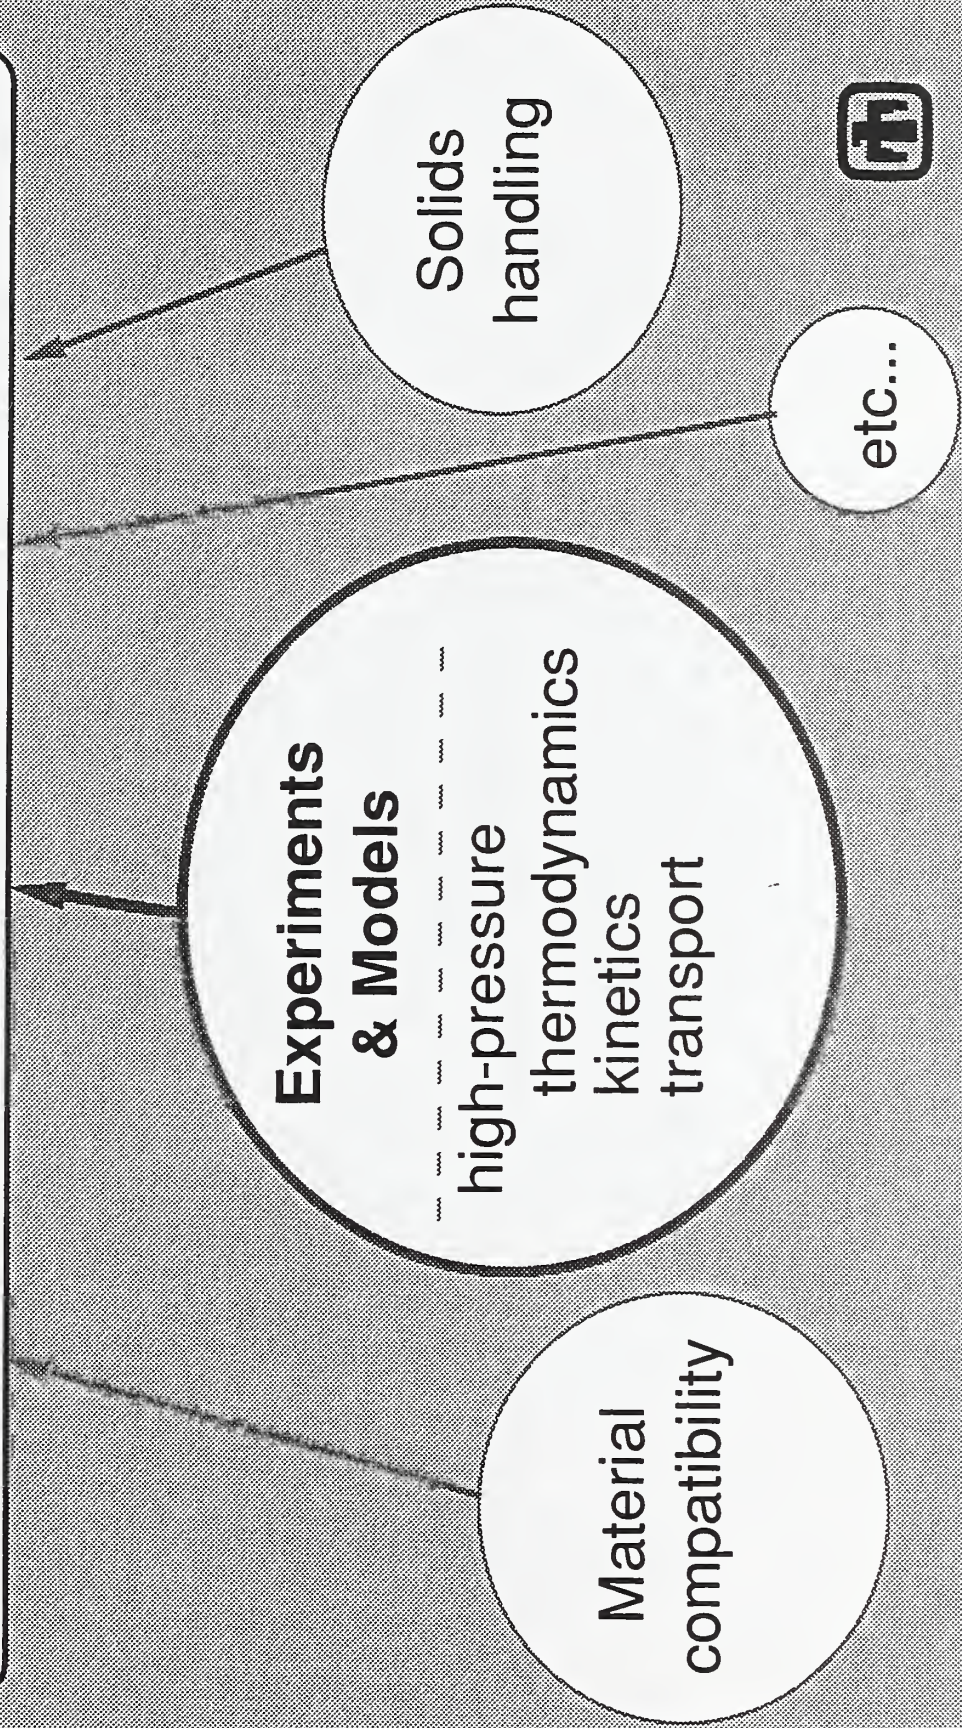 Experiments
& Models
high-pressure
thermodynamics
kinetics
transport
Material
compatibility
Solids
handling
etc...